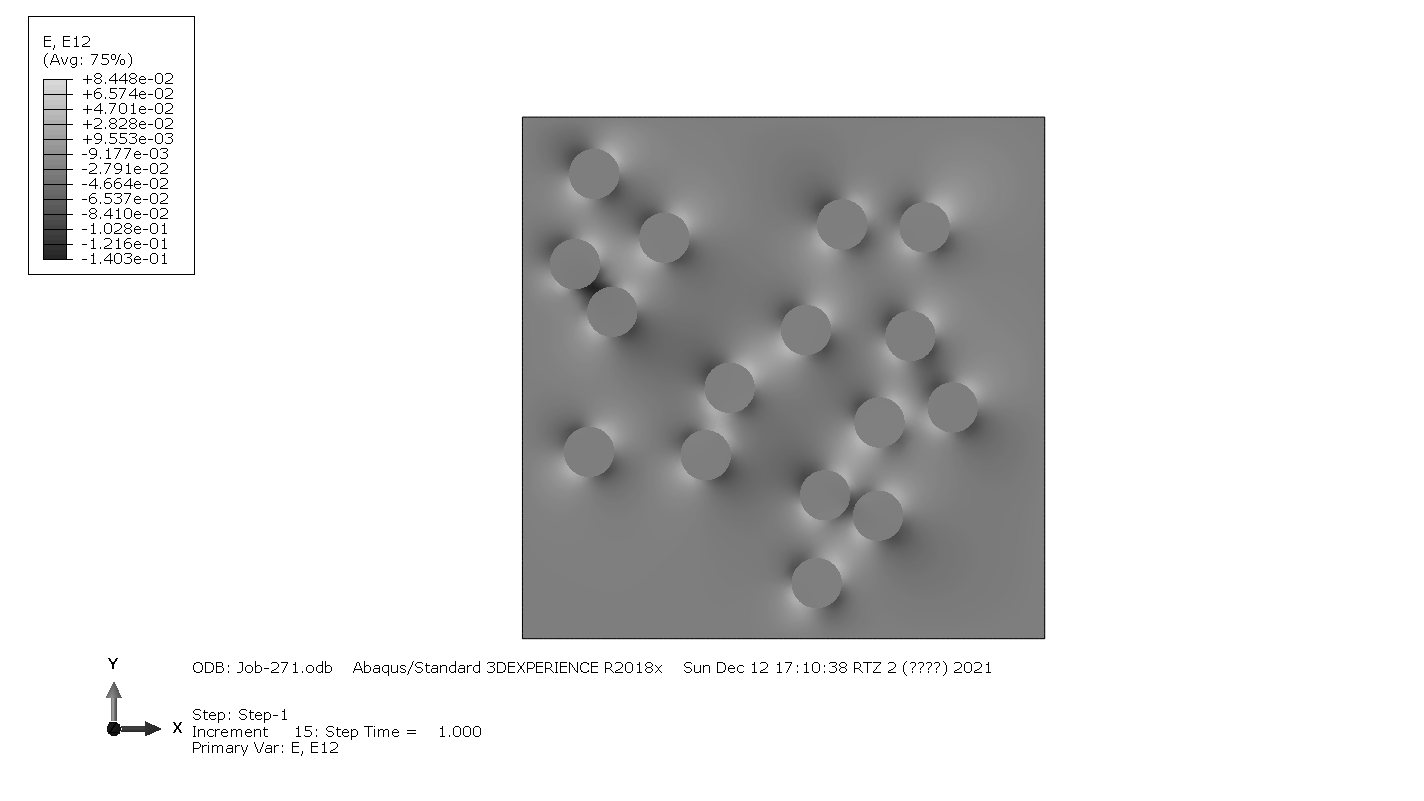 E, E12
(Avg: 75%)
+8.448e-02
+6.574e-02
+4.701e-02
+2.828e-02
+9.553e-03
-9.177e-03
-2.791e-02
-4.664e-02
-6.537e-02
-8.410e-02
-1.028e-01
-1.216e-01
-1.403e-01
Y
X
ODB: Job-271.odb Abaqus/Standard 3DEXPERIENCE R2018x Sun Dec 12 17:10:38 RTZ 2 (????) 2021
Step: Step-1
Increment 15: Step Time = 1.000
Primary Var: E, E12